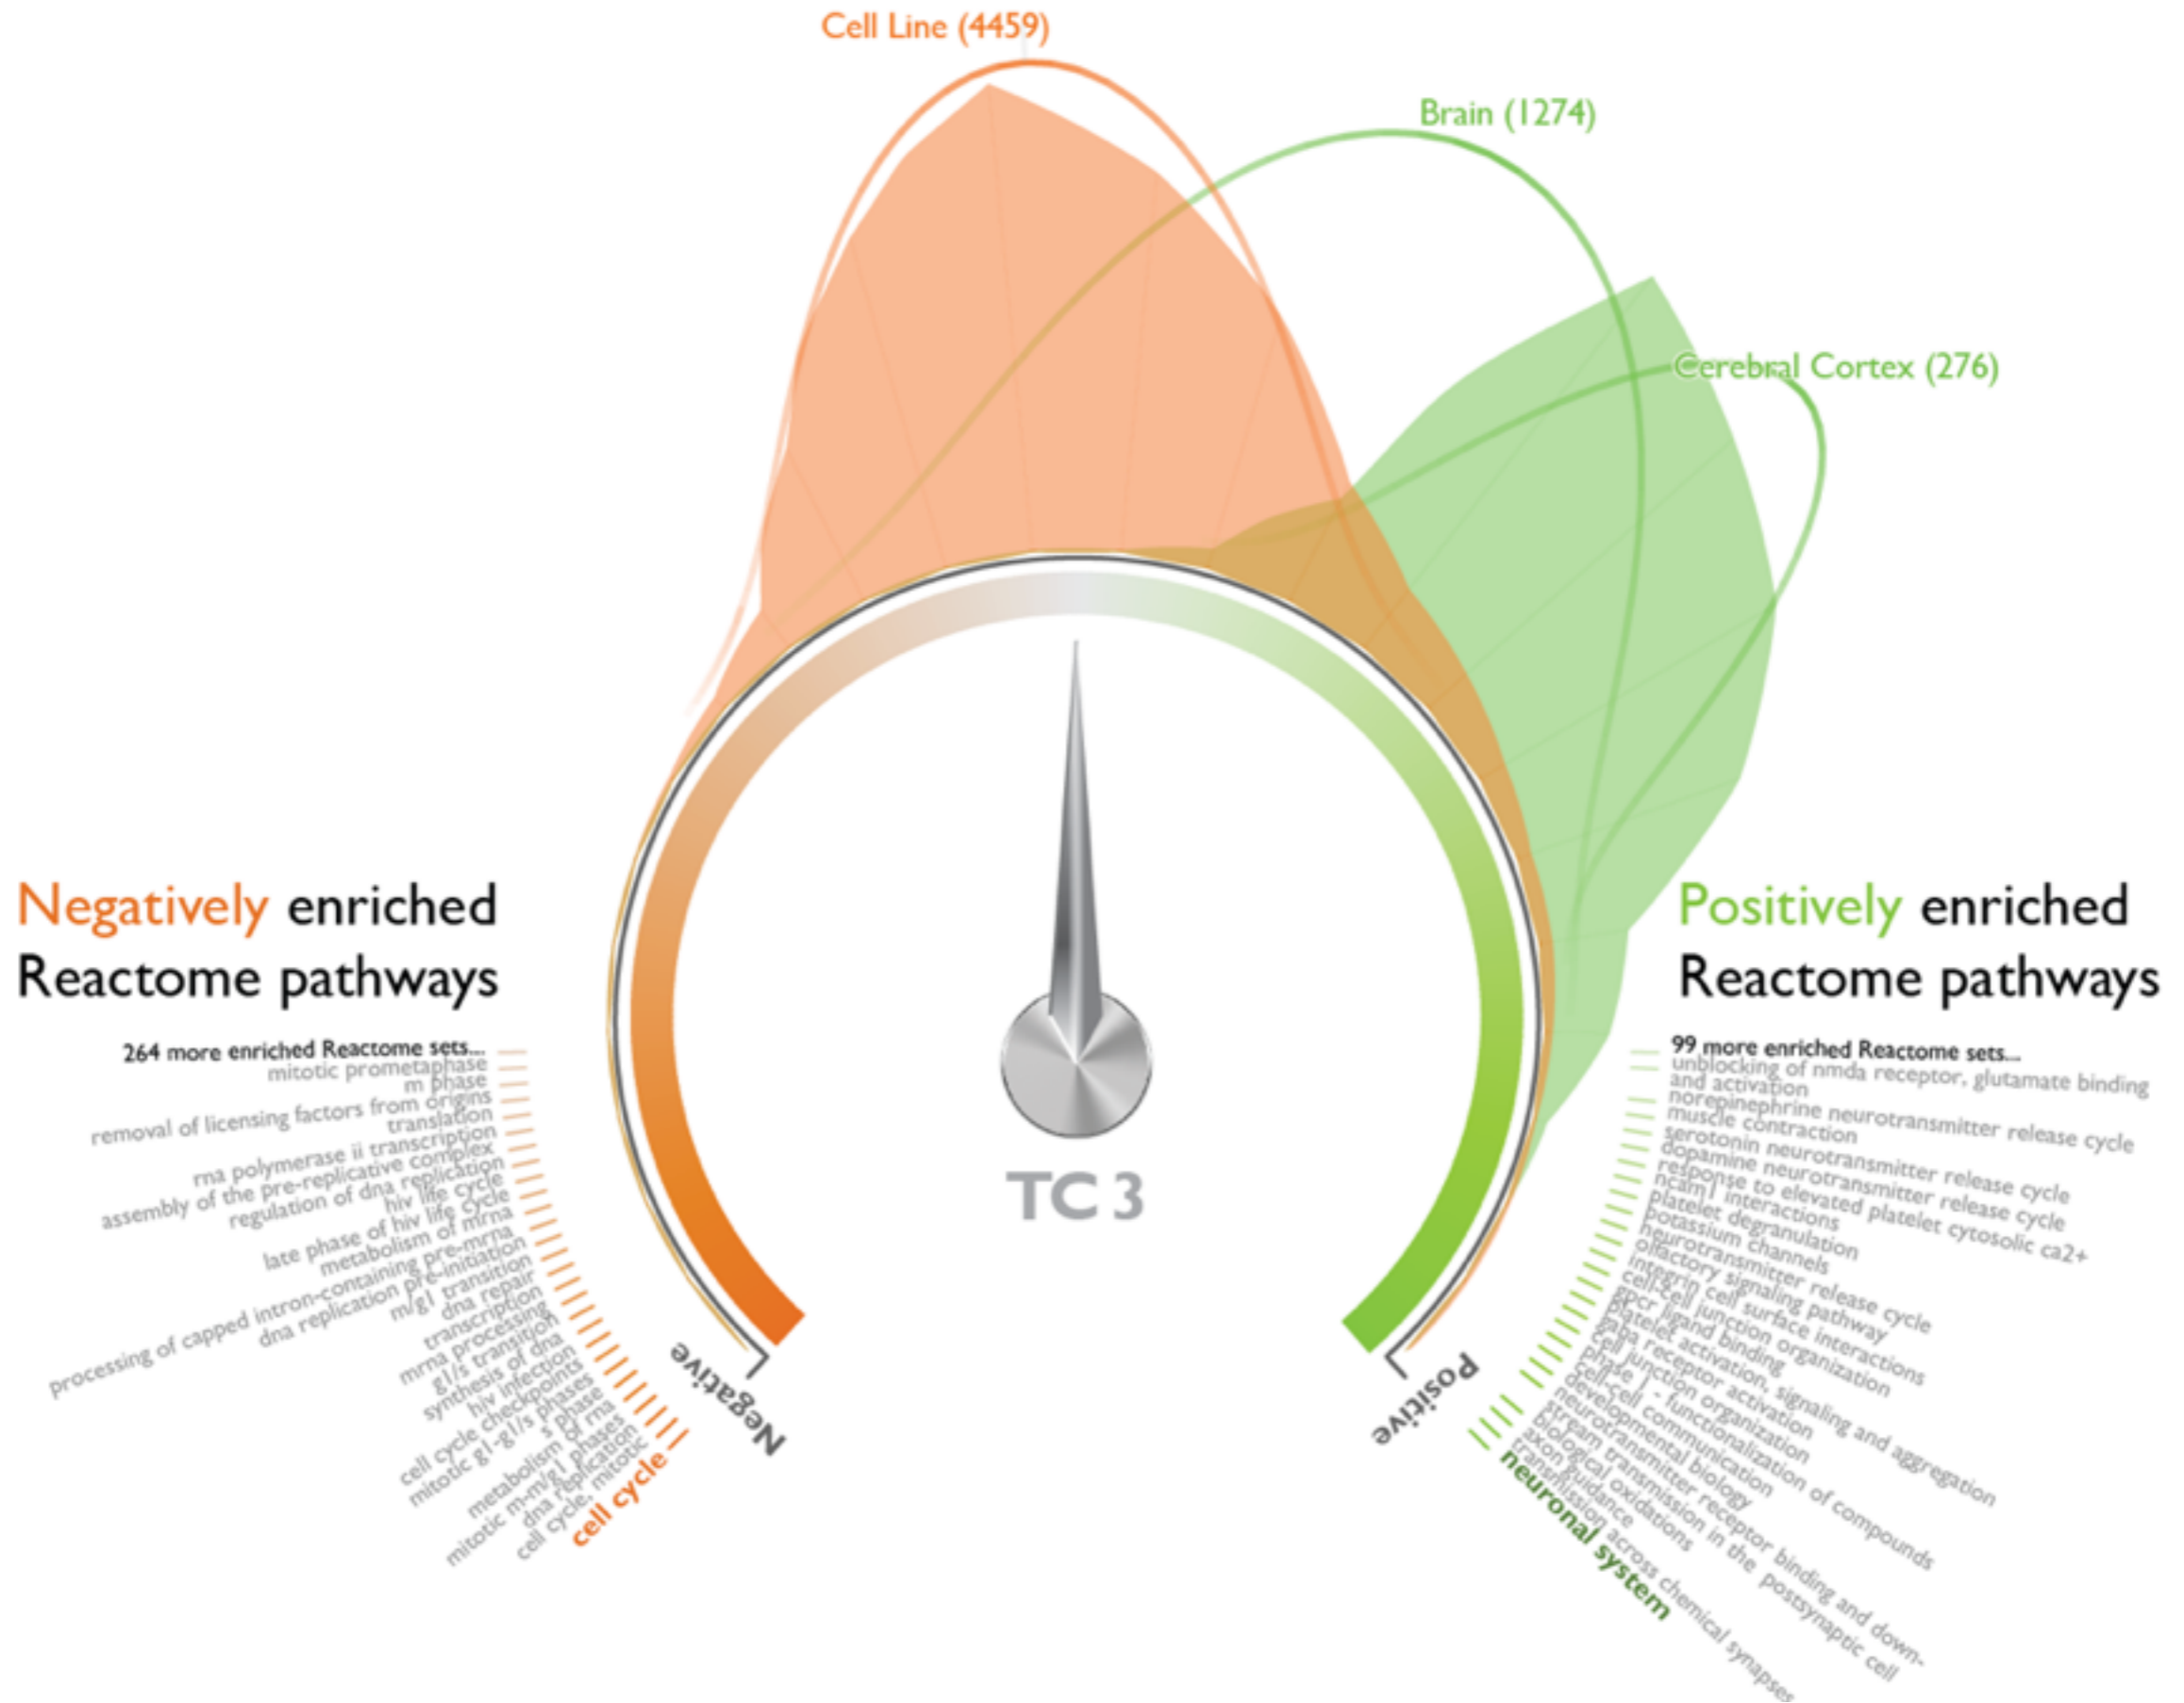 Cell Line (4459)
Brain (1274)
Cerebral Cortex (276)
Negatively enriched
Reactome pathways
264 more enriched Reactome sets...
mitotic prometaphase
m phase
removal of licensing factors from origins
translation
rna polymerase ii transcription
assembly of the pre-replicative complex
regulation of dna replication
hiv life cycle
late phase of hiv life cycle
metabolism of mrna
processing of capped intron-containing pre-mrna
dna replication pre-initiation
m/g1 transition
dna repair
transcription
mrna processing
g1/s transition
synthesis of dna
hiv infection
cell cycle checkpoints
mitotic g1-g1/s phases
s phase
metabolism of rna
mitotic m-m/g1 phases
dna replication
cell cycle, mitotic
cell cycle
Negative
TC 3
Positive
Positively enriched
Reactome pathways
99 more enriched Reactome sets...
unblocking of nmda receptor, glutamate binding
and activation
norepinephrine neurotransmitter release cycle
muscle contraction
serotonin neurotransmitter release cycle
dopamine neurotransmitter release cycle
response to elevated platelet cytosolic ca2+
ncam1 interactions
platelet degranulation
potassium channels
neurotransmitter release cycle
olfactory signaling pathway
integrin cell surface interactions
cell-cell junction organization
gpcr ligand binding
platelet activation, signaling and aggregation
gaba receptor activation
cell junction organization
phase 1 - functionalization of compounds
cell-cell communication
developmental biology
neurotransmitter receptor binding and down-
stream transmission in the postsynaptic cell
biological oxidations
axon guidance
transmission across chemical synapses
neuronal system